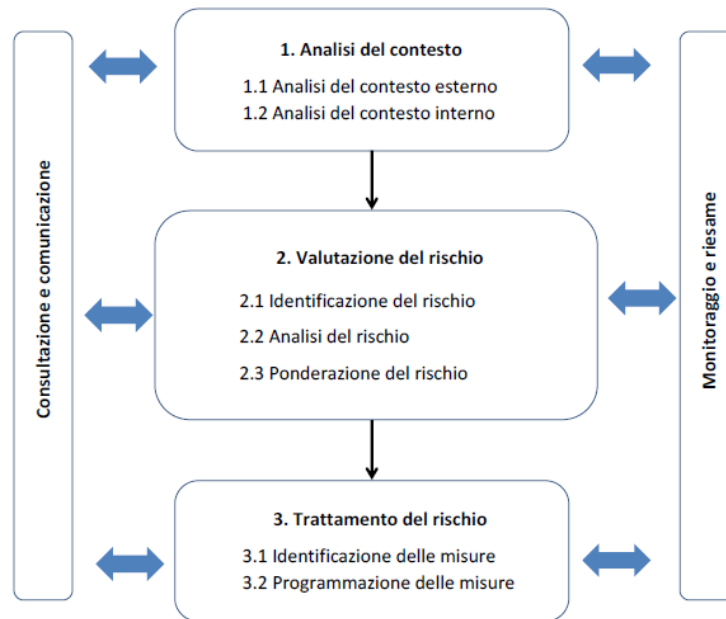 Consultazione e comunicazione
1. Analisi del contesto
1.1 Analisi del contesto esterno
1.2 Analisi del contesto interno
2. Valutazione del rischio
2.1 Identificazione del rischio
2.2 Analisi del rischio
2.3 Ponderazione del rischio
3. Trattamento del rischio
3.1 Identificazione delle misure
3.2 Programmazione delle misure
Monitoraggio e riesame